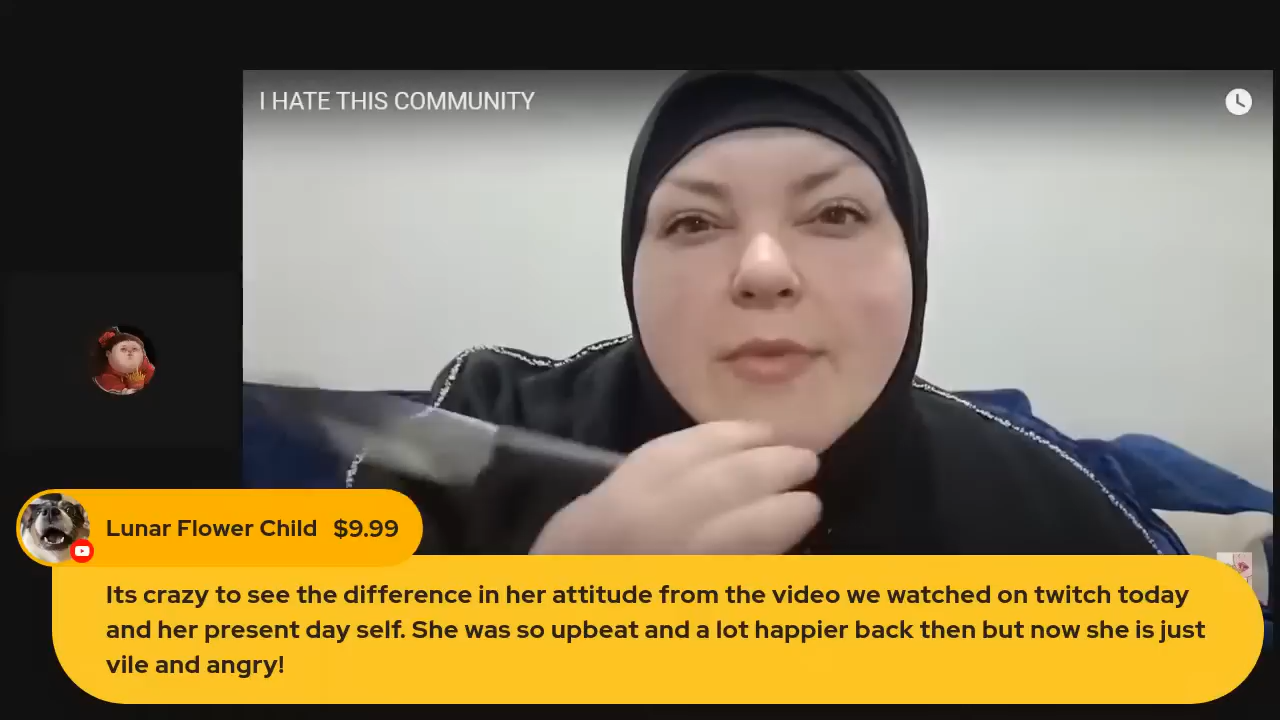 I HATE THIS COMMUNITY
Lunar Flower Child $9.99
Its crazy to see the difference in her attitude from the video we watched on twitch today
and her present day self. She was so upbeat and a lot happier back then but now she is just
vile and angry!